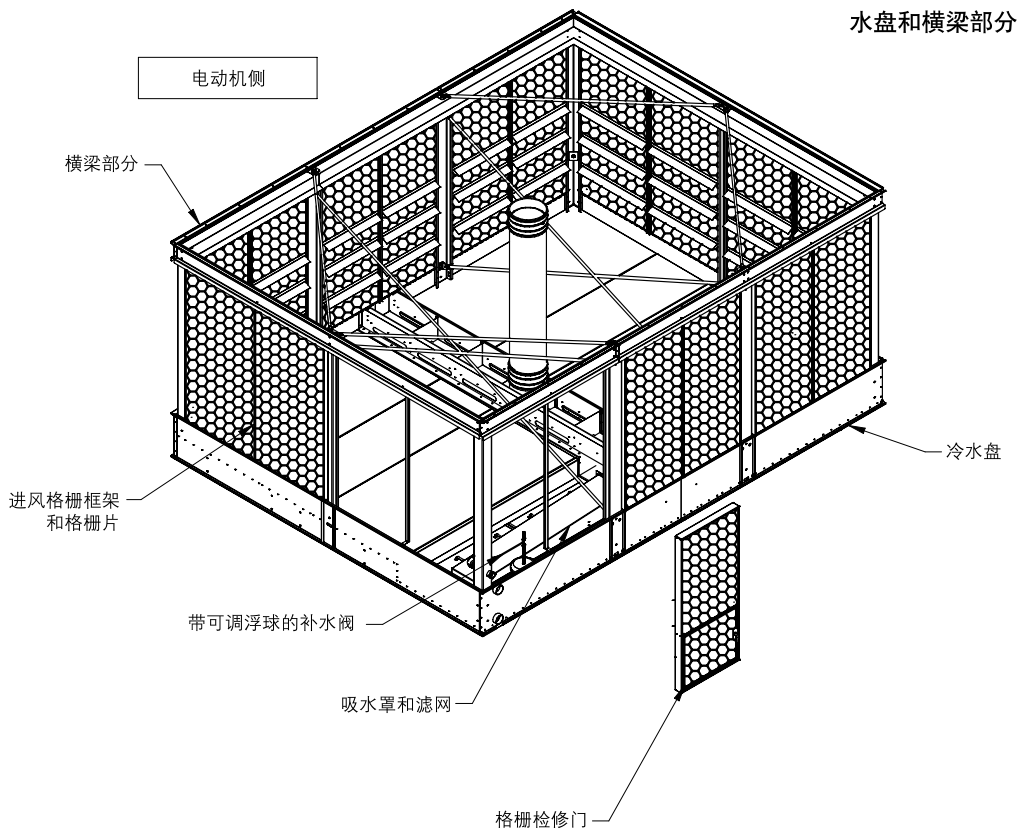 水盘和横梁部分
电动机侧
横梁部分
冷水盘
进风格栅框架
和格栅片
带可调浮球的补水阀
吸水罩和滤网
格栅检修门